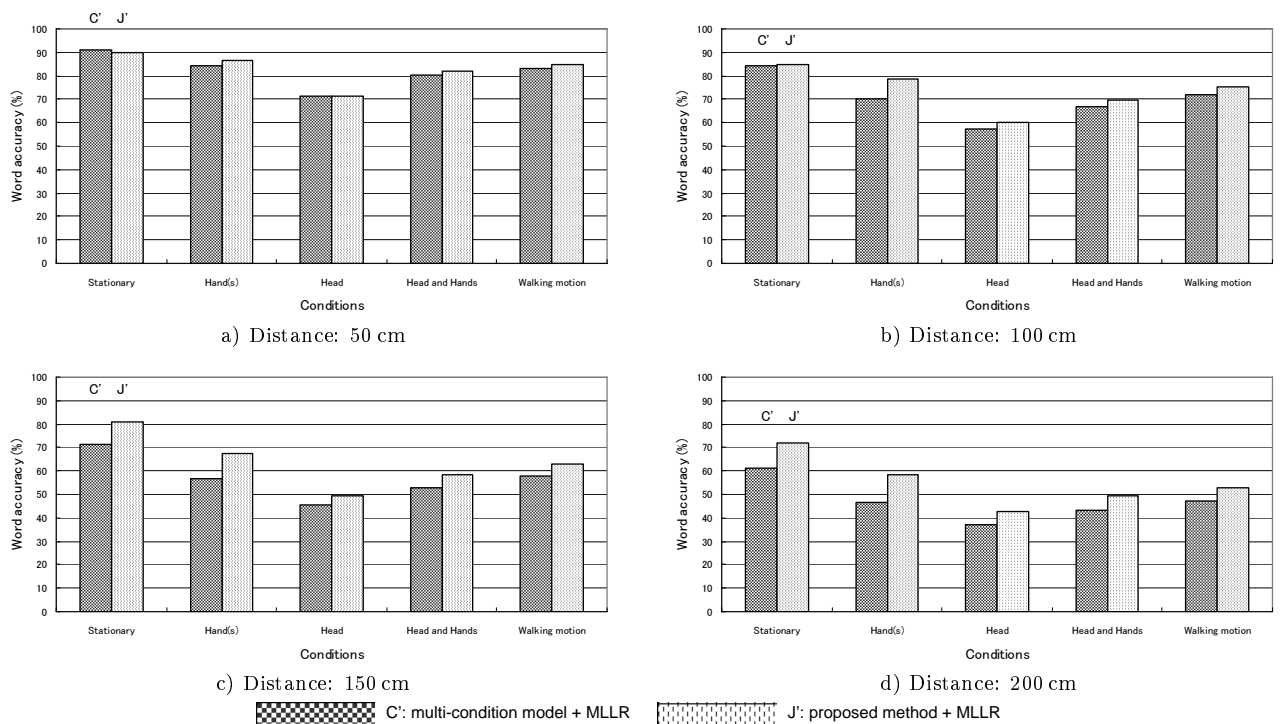 C' J'
100
90
80
70
60
50
40
30
20
10
0
Word accuracy (%)
Stationary Hand(s) Head Head and Hands Walking motion
Conditions
a) Distance: 50 cm
C' J'
100
90
80
70
60
50
40
30
20
10
0
Word accuracy (%)
Stationary Hand(s) Head Head and Hands Walking motion
Conditions
b) Distance: 100 cm
C' J'
100
90
80
70
60
50
40
30
20
10
0
Word accuracy (%)
Stationary Hand(s) Head Head and Hands Walking motion
Conditions
c) Distance: 150 cm
C' J'
100
90
80
70
60
50
40
30
20
10
0
Word accuracy (%)
Stationary Hand(s) Head Head and Hands Walking motion
Conditions
d) Distance: 200 cm
C': multi-condition model + MLLR J': proposed method + MLLR